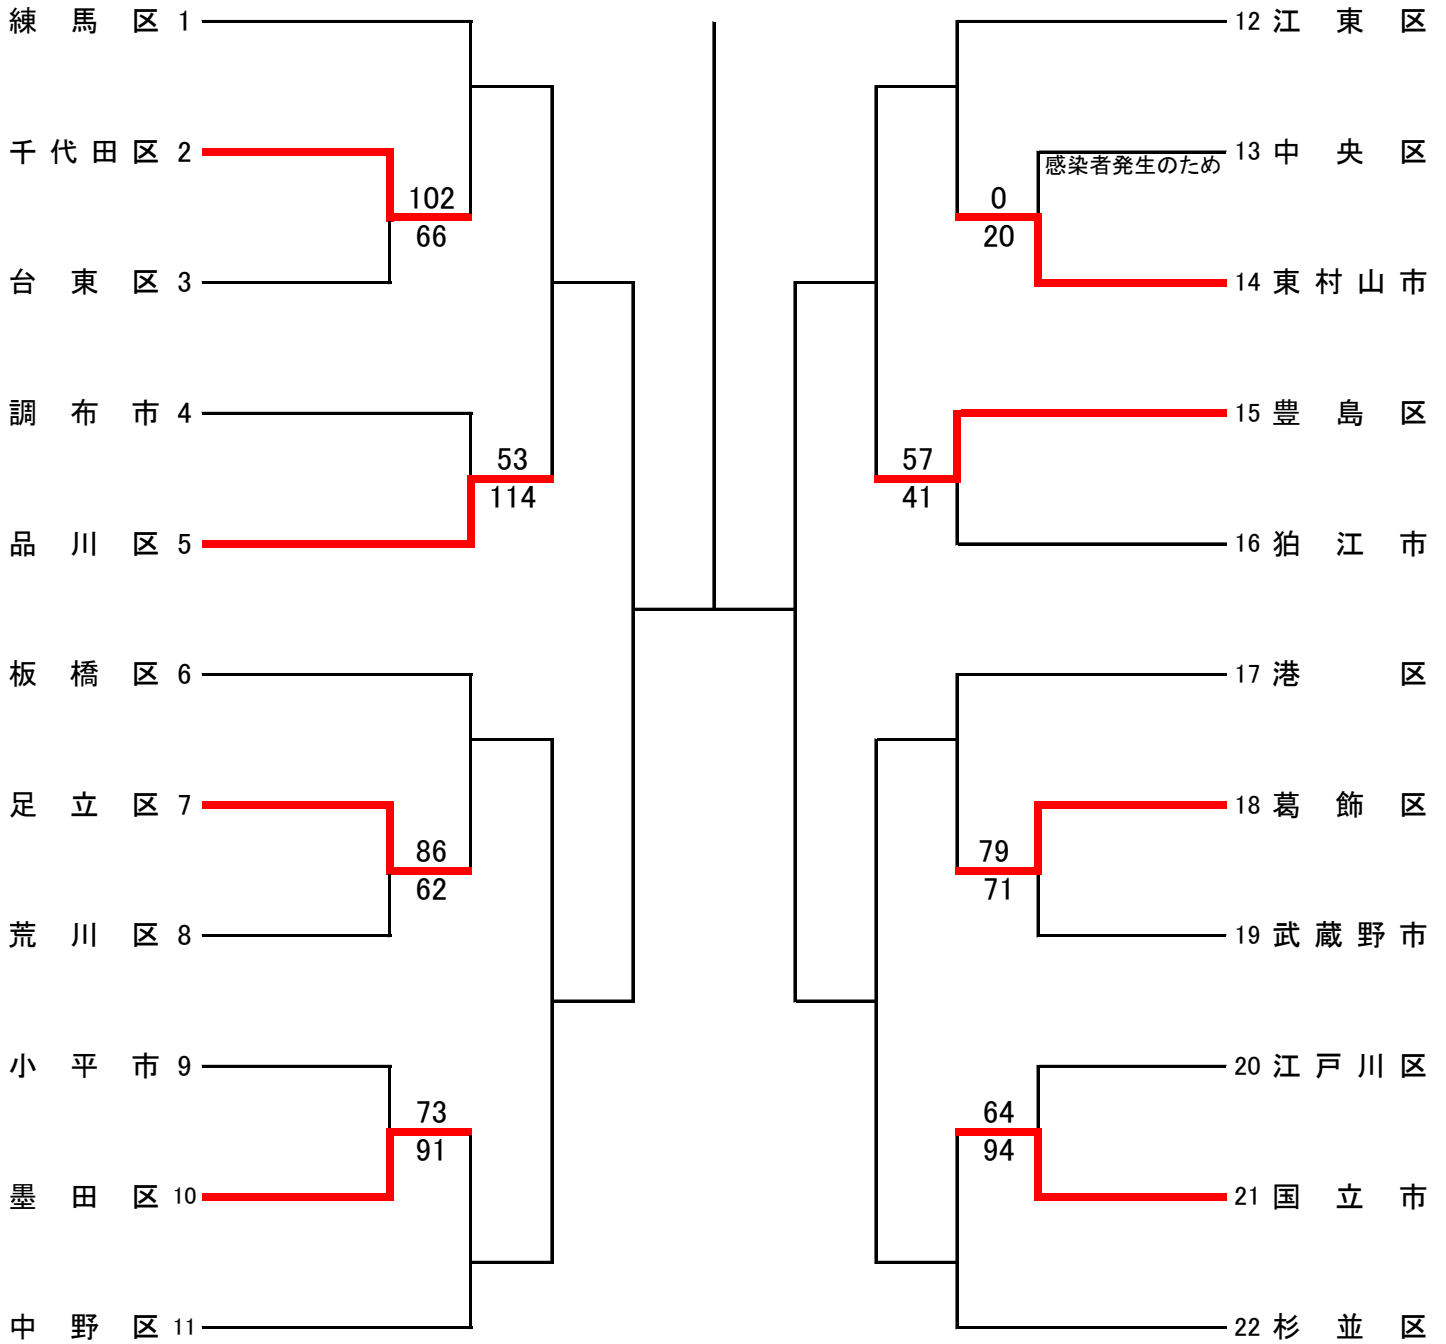 練馬区 1
千代田区 2
102
66
台東区 3
調布市 4
53
114
品川区 5
板橋区 6
足立区 7
86
62
荒川区 8
小平市 9
73
91
墨田区 10
中野区 11
12 江東区
13 中央区
感染者発生のため
0
20
14 東村山市
15 豊島区
57
41
16 狛江市
17 港区
18 葛飾区
79
71
19 武蔵野市
20 江戸川区
64
94
21 国立市
22 杉並区